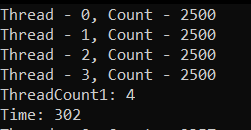 Thread - 0, Count - 2500
Thread - 1, Count - 2500
Thread - 2, Count - 2500
Thread - 3, Count - 2500
ThreadCount1: 4
Time: 302